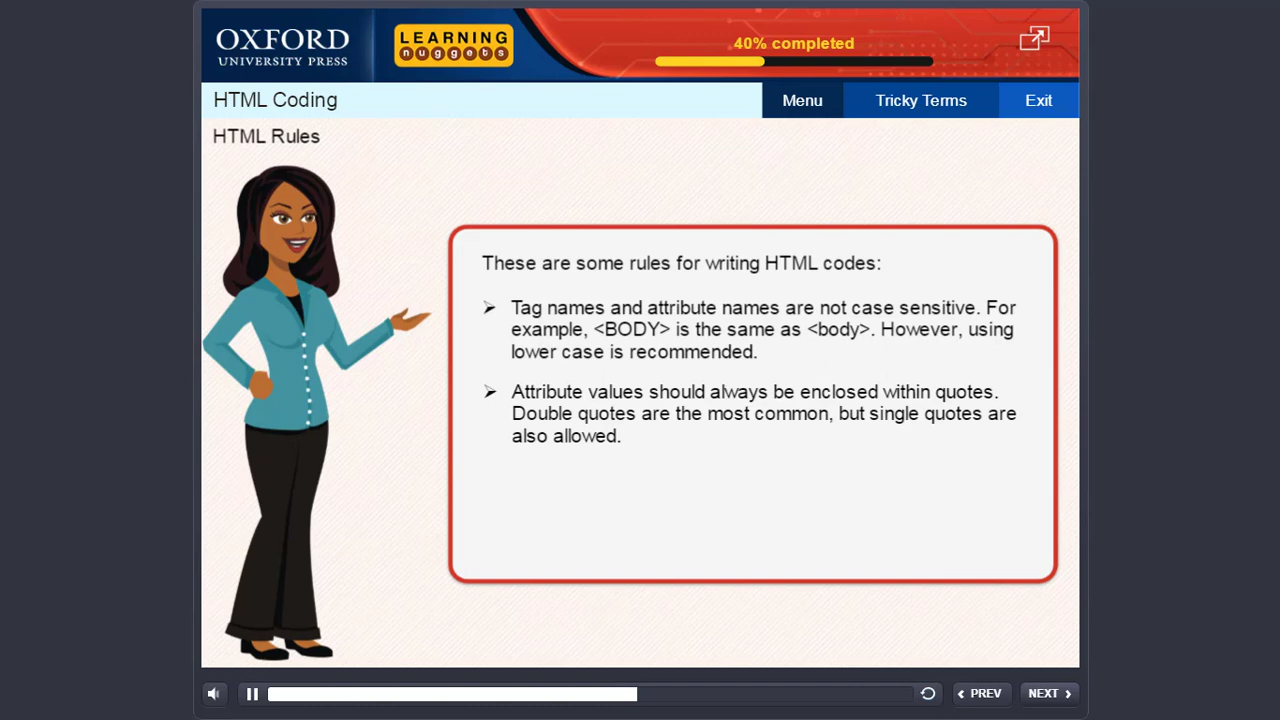 OXFORD
UNIVERSITY PRESS
LEARNING
nuggets
40% completed
HTML Coding
Menu
Tricky Terms
Exit
HTML Rules
These are some rules for writing HTML codes:
➢ Tag names and attribute names are not case sensitive. For
example, <BODY> is the same as <body>. However, using
lower case is recommended.
➢ Attribute values should always be enclosed within quotes.
Double quotes are the most common, but single quotes are
also allowed.
PREV
NEXT